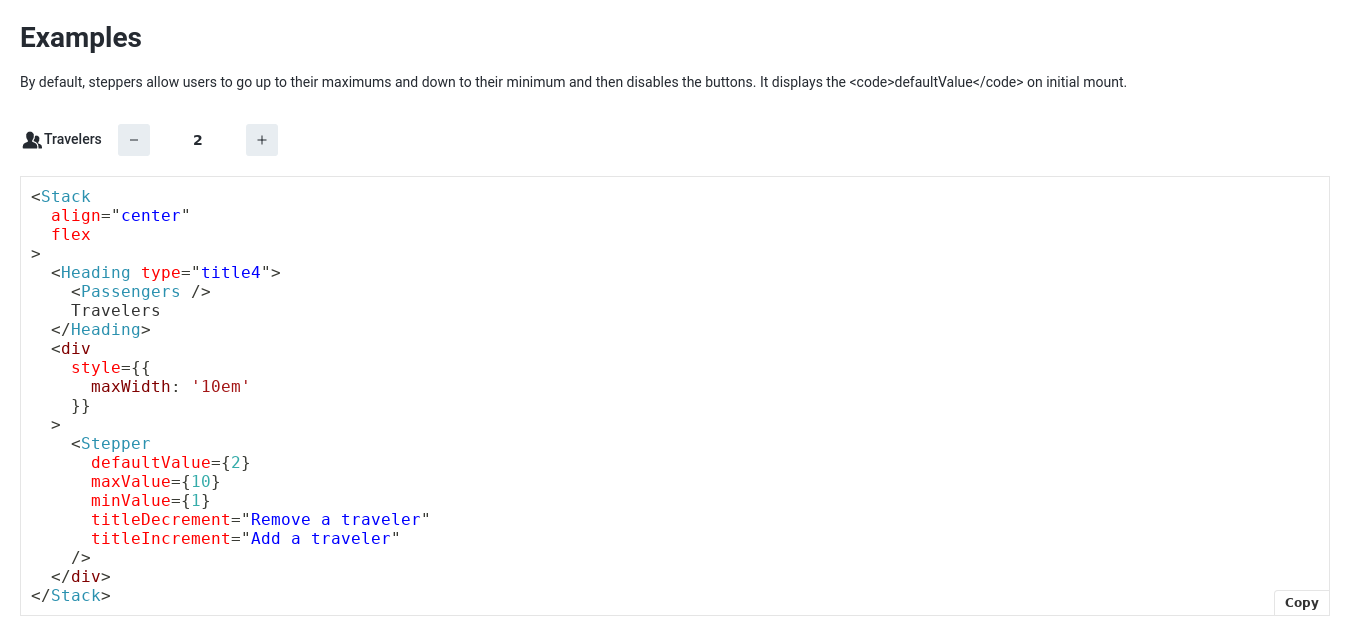 Examples
By default, steppers allow users to go up to their maximums and down to their minimum and then disables the buttons. It displays the <code>defaultValue</code> on initial mount.
Travelers − 2 +
<Stack
  align="center"
  flex
>
  <Heading type="title4">
    <Passengers />
    Travelers
  </Heading>
  <div
    style={{
      maxWidth: '10em'
    }}
  >
    <Stepper
      defaultValue={2}
      maxValue={10}
      minValue={1}
      titleDecrement="Remove a traveler"
      titleIncrement="Add a traveler"
    />
  </div>
</Stack>
Copy